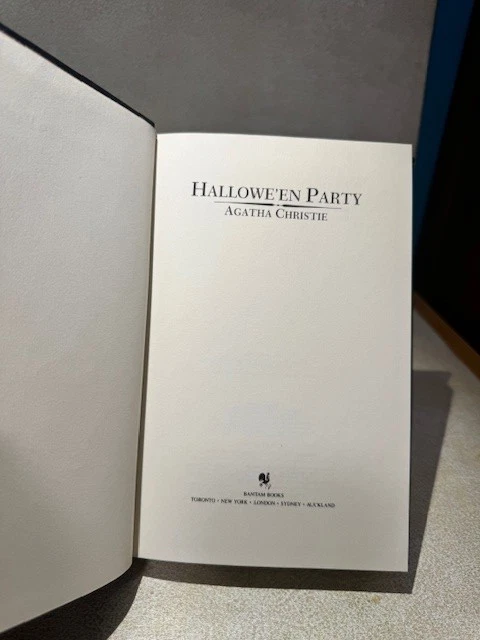 HALLOWE'EN PARTY
AGATHA CHRISTIE
BANTAM BOOKS
TORONTO • NEW YORK • LONDON • SYDNEY • AUCKLAND